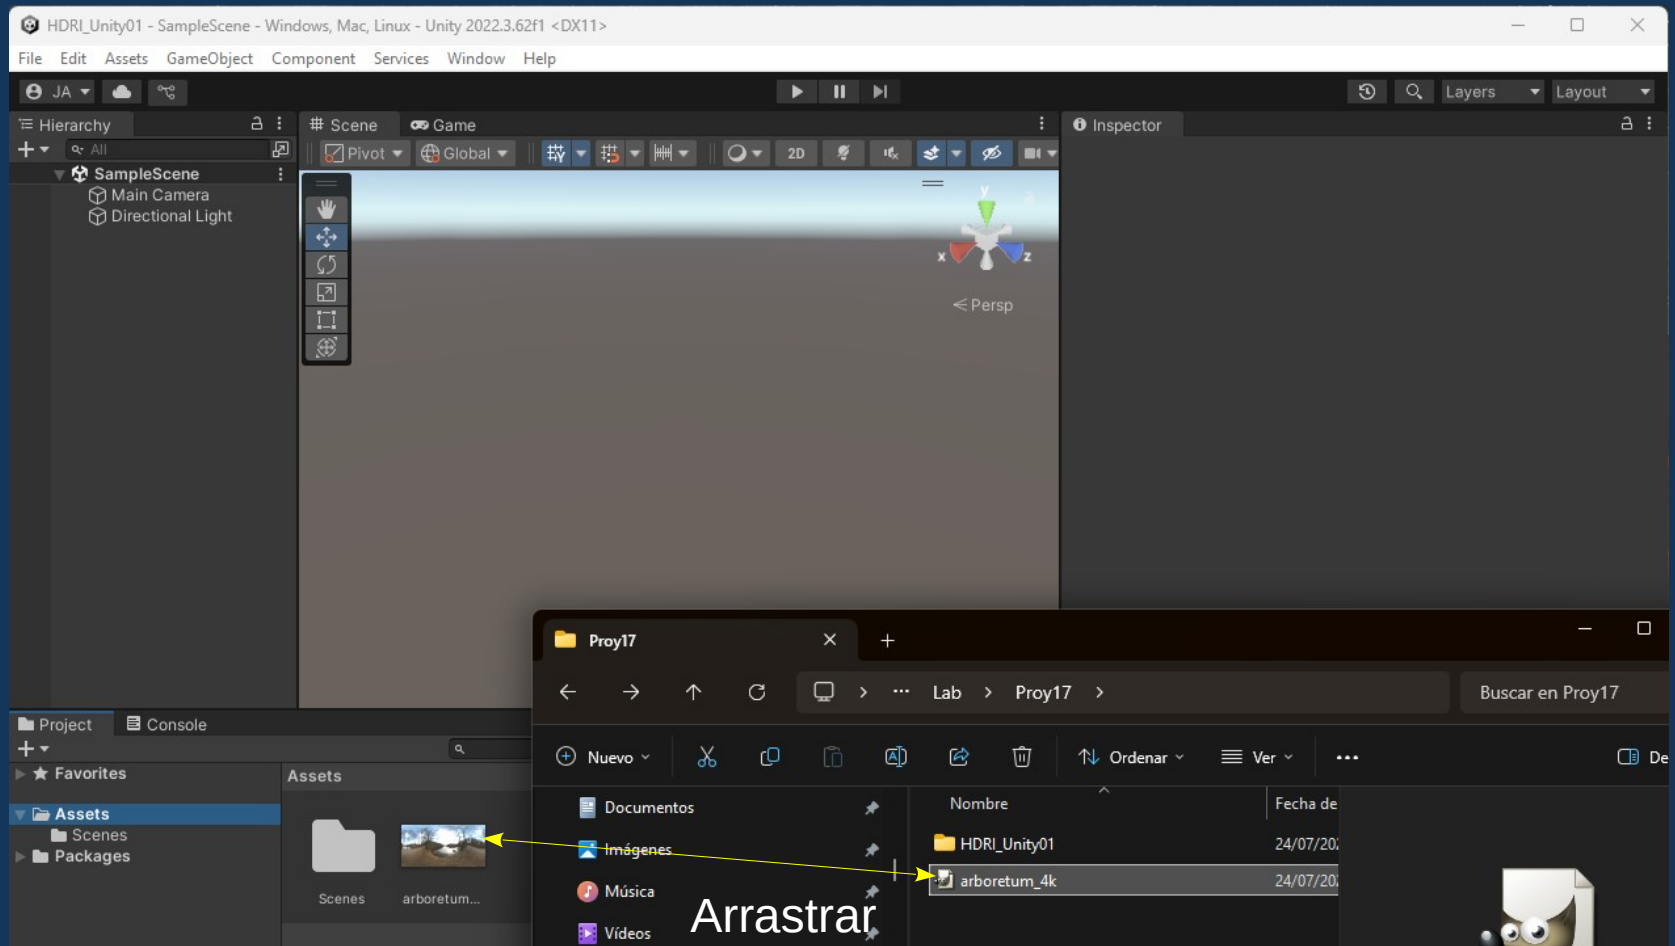 HDRI_Unity01 - SampleScene - Windows, Mac, Linux - Unity 2022.3.62f1 <DX11>
File Edit Assets GameObject Component Services Window Help
JA Layers Layout
Hierarchy Scene Game Inspector
All Pivot Global 2D
SampleScene
Main Camera
Directional Light
y
x z
Persp
Proy17
Lab Proy17 Buscar en Proy17
Project Console
Nuevo Ordenar Ver De
Favorites
Assets
Assets
Scenes
Packages
Scenes arboretum...
Documentos
Imágenes
Música
Vídeos
Nombre Fecha de
HDRI_Unity01 24/07/20
arboretum_4k 24/07/20
Arrastrar